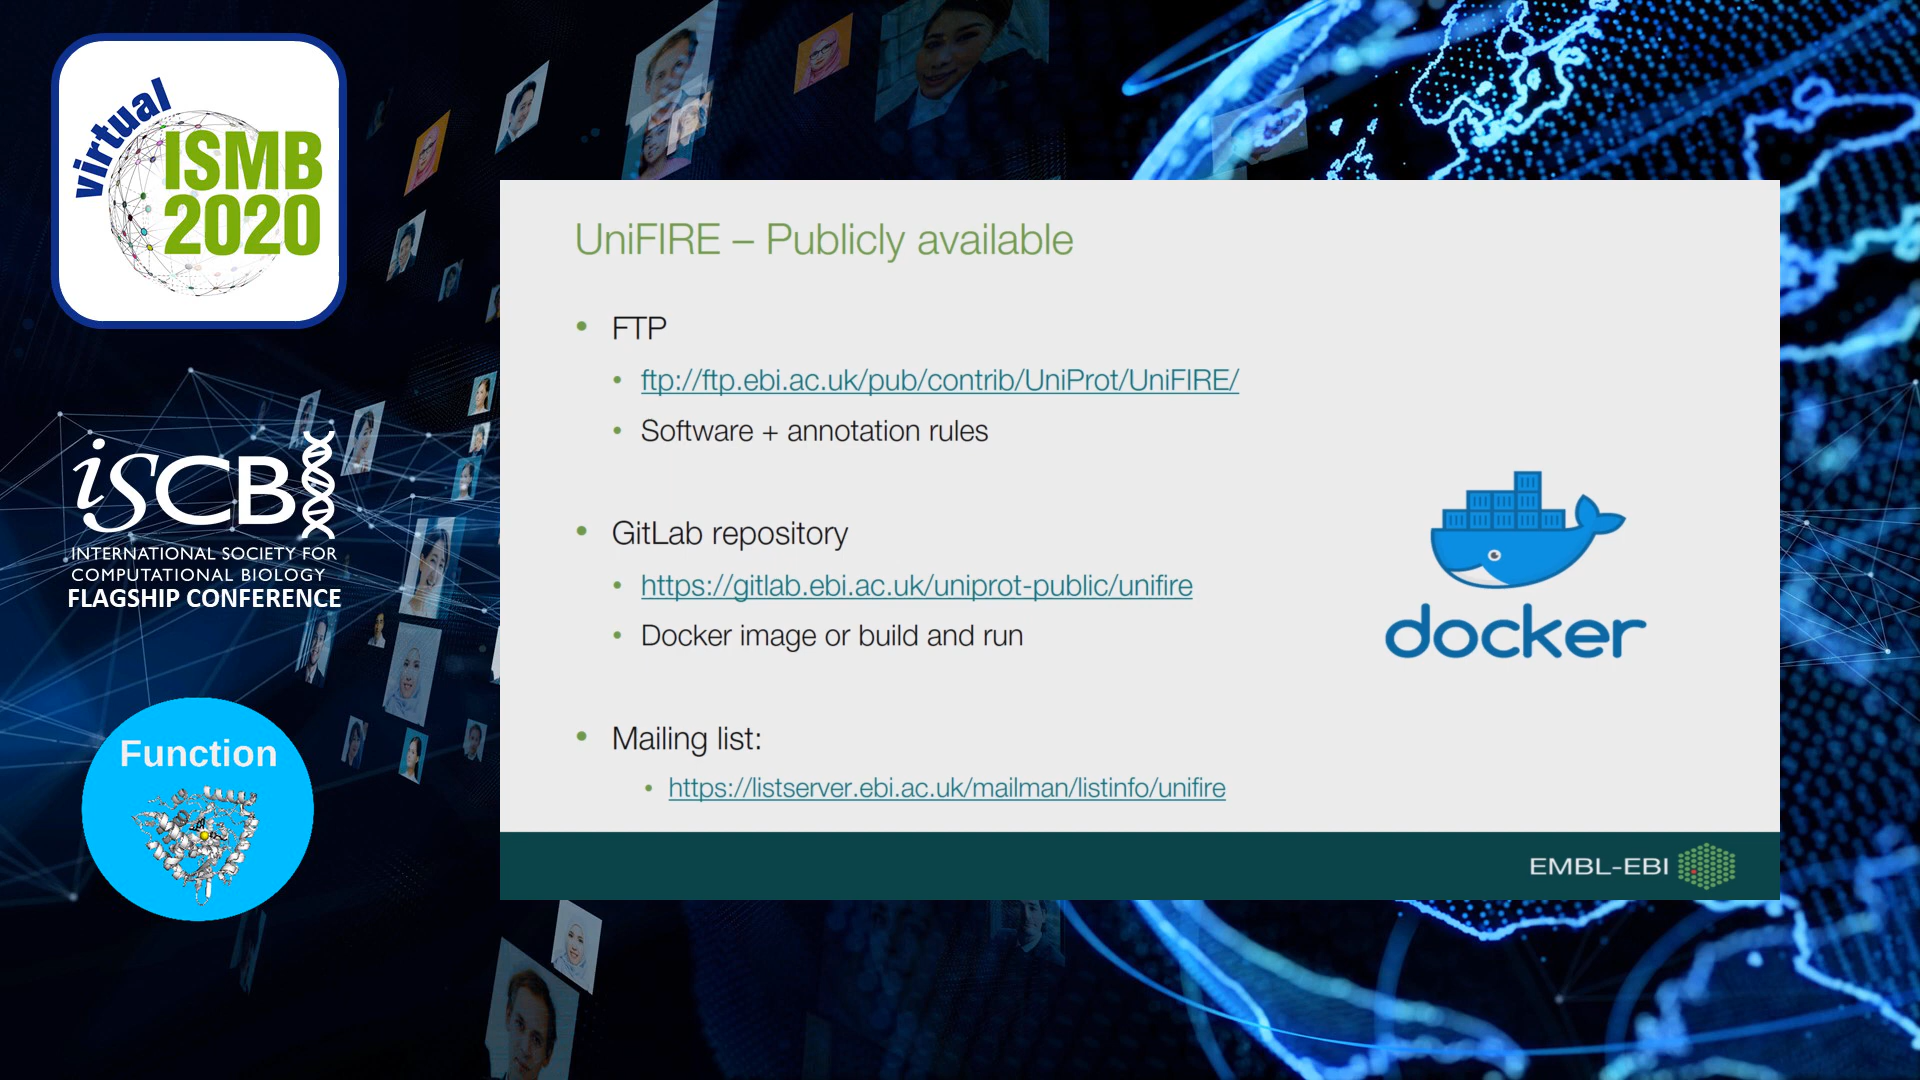 virtual
ISMB
2020
iSCB
INTERNATIONAL SOCIETY FOR
COMPUTATIONAL BIOLOGY
FLAGSHIP CONFERENCE
Function
UniFIRE – Publicly available
• FTP
• ftp://ftp.ebi.ac.uk/pub/contrib/UniProt/UniFIRE/
• Software + annotation rules
• GitLab repository
• https://gitlab.ebi.ac.uk/uniprot-public/unifire
• Docker image or build and run
• Mailing list:
• https://listserver.ebi.ac.uk/mailman/listinfo/unifire
docker
EMBL-EBI